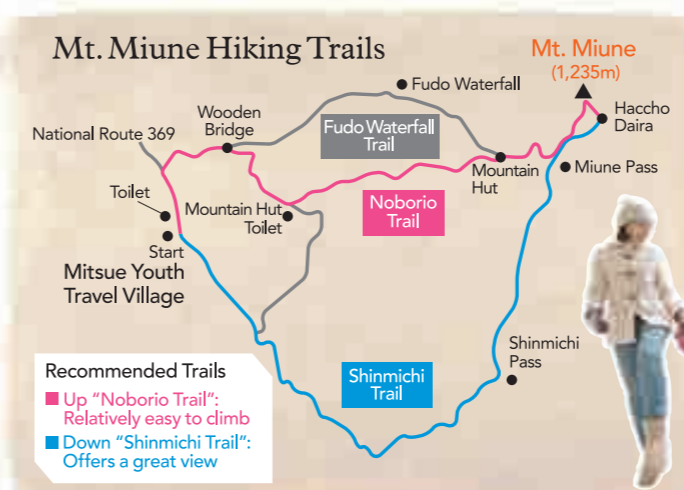 Mt. Miune Hiking Trails
Mt. Miune
(1,235m)
Fudo Waterfall
Haccho
Daira
Wooden
Bridge
National Route 369
Fudo Waterfall
Trail
Miune Pass
Mountain
Hut
Toilet
Mountain Hut
Toilet
Noborio
Trail
Start
Mitsue Youth
Travel Village
Shinmichi
Pass
Shinmichi
Trail
Recommended Trails
Up “Noborio Trail”:
Relatively easy to climb
Down “Shinmichi Trail”:
Offers a great view